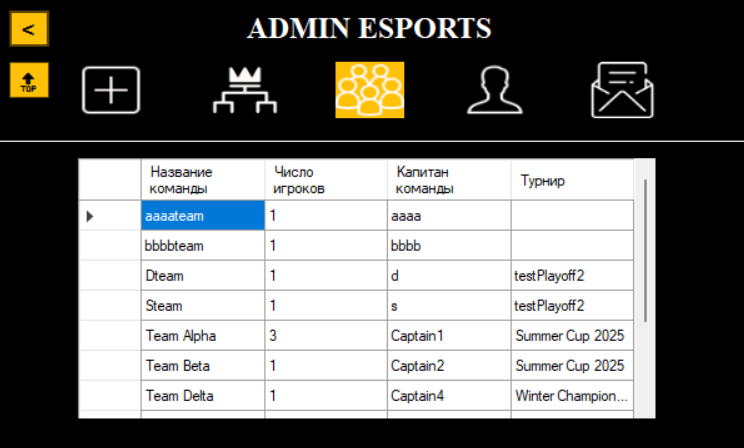 <
ADMIN ESPORTS
TOP
Название команды Число игроков Капитан команды Турнир
aaaateam 1 aaaa
bbbbteam 1 bbbb
Dteam 1 d testPlayoff2
Steam 1 s testPlayoff2
Team Alpha 3 Captain1 Summer Cup 2025
Team Beta 1 Captain2 Summer Cup 2025
Team Delta 1 Captain4 Winter Champion...